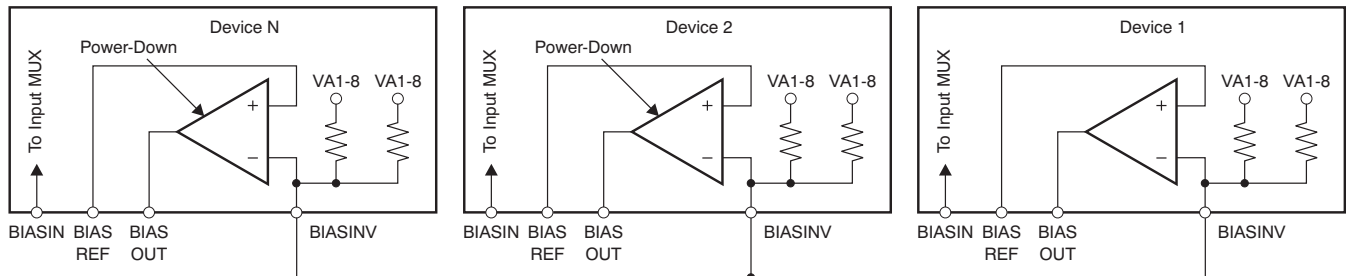 Device N
Power-Down
To Input MUX
VA1-8 VA1-8
+
−
BIASIN
BIAS REF
BIAS OUT
BIASINV
Device 2
Power-Down
To Input MUX
VA1-8 VA1-8
+
−
BIASIN
BIAS REF
BIAS OUT
BIASINV
Device 1
To Input MUX
VA1-8 VA1-8
+
−
BIASIN
BIAS REF
BIAS OUT
BIASINV